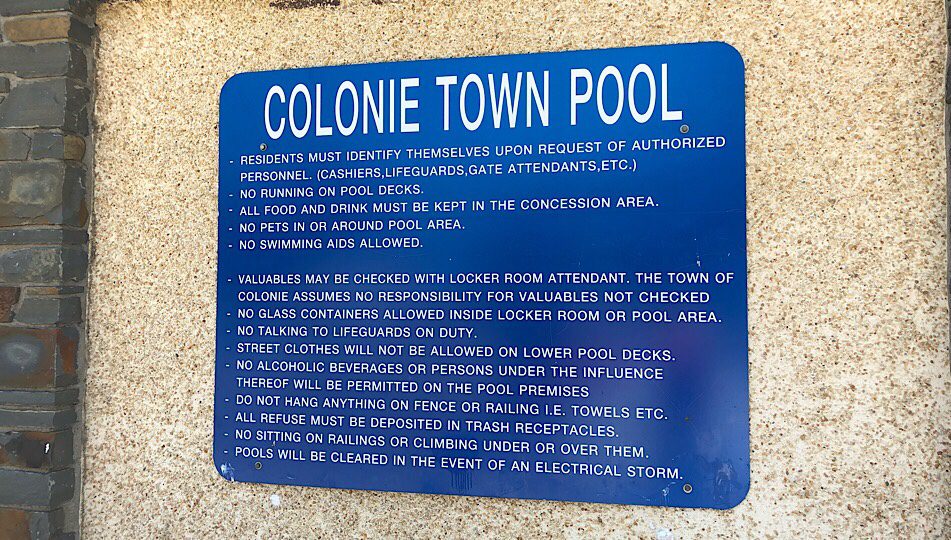 COLONIE TOWN POOL
- RESIDENTS MUST IDENTIFY THEMSELVES UPON REQUEST OF AUTHORIZED
PERSONNEL. (CASHIERS,LIFEGUARDS,GATE ATTENDANTS,ETC.)
- NO RUNNING ON POOL DECKS.
- ALL FOOD AND DRINK MUST BE KEPT IN THE CONCESSION AREA.
- NO PETS IN OR AROUND POOL AREA.
- NO SWIMMING AIDS ALLOWED.
- VALUABLES MAY BE CHECKED WITH LOCKER ROOM ATTENDANT. THE TOWN OF
COLONIE ASSUMES NO RESPONSIBILITY FOR VALUABLES NOT CHECKED
- NO GLASS CONTAINERS ALLOWED INSIDE LOCKER ROOM OR POOL AREA.
- NO TALKING TO LIFEGUARDS ON DUTY.
- STREET CLOTHES WILL NOT BE ALLOWED ON LOWER POOL DECKS.
- NO ALCOHOLIC BEVERAGES OR PERSONS UNDER THE INFLUENCE
THEREOF WILL BE PERMITTED ON THE POOL PREMISES
- DO NOT HANG ANYTHING ON FENCE OR RAILING I.E. TOWELS ETC.
- ALL REFUSE MUST BE DEPOSITED IN TRASH RECEPTACLES.
- NO SITTING ON RAILINGS OR CLIMBING UNDER OR OVER THEM.
- POOLS WILL BE CLEARED IN THE EVENT OF AN ELECTRICAL STORM.